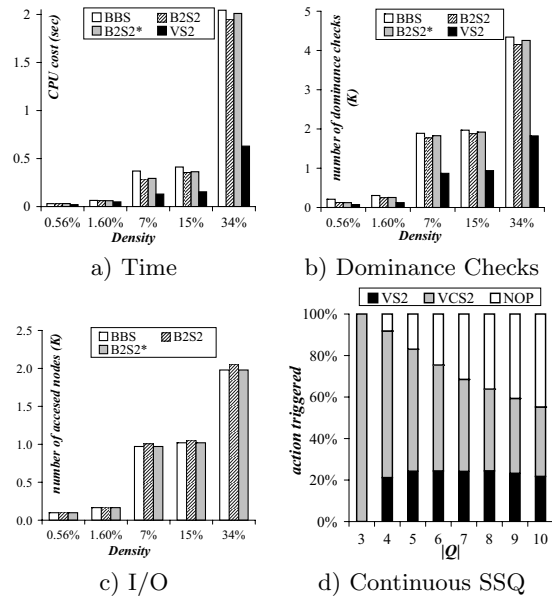 BBS B2S2
B2S2* VS2
CPU cost (sec)
2
1.5
1
0.5
0
0.56% 1.60% 7% 15% 34%
Density
a) Time
BBS B2S2
B2S2* VS2
number of dominance checks
(K)
5
4
3
2
1
0
0.56% 1.60% 7% 15% 34%
Density
b) Dominance Checks
BBS B2S2
B2S2*
number of accesed nodes (K)
2.5
2.0
1.5
1.0
0.5
0.0
0.56% 1.60% 7% 15% 34%
Density
c) I/O
VS2 VCS2 NOP
action triggered
100%
80%
60%
40%
20%
0%
3 4 5 6 7 8 9 10
|Q|
d) Continuous SSQ